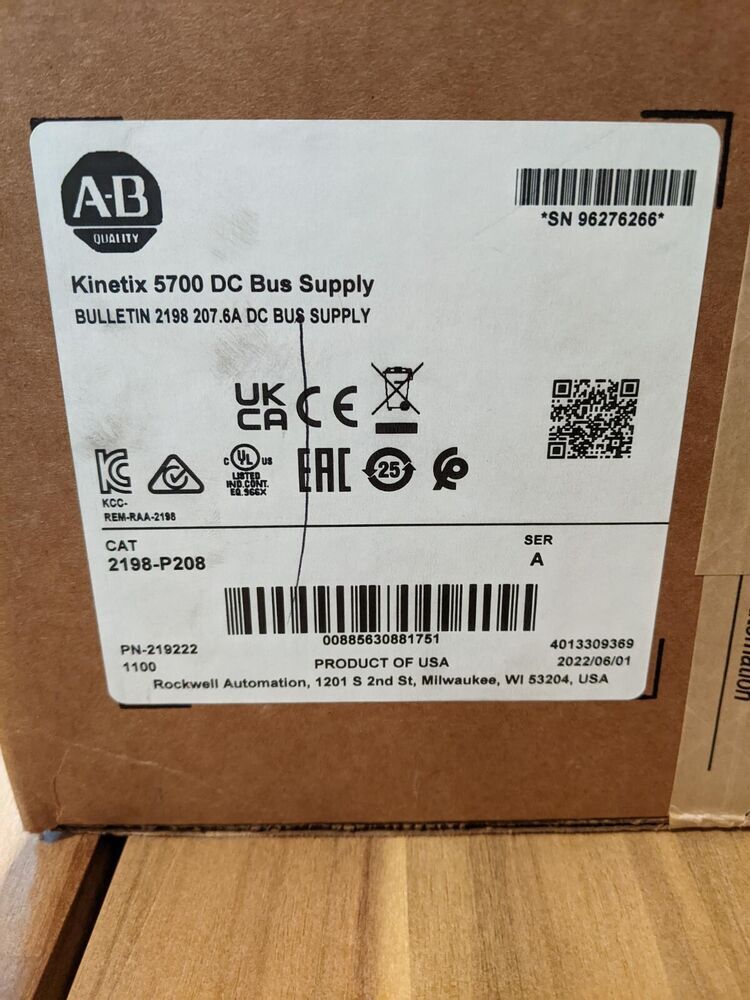 A-B
QUALITY
*SN 96276266*
Kinetix 5700 DC Bus Supply
BULLETIN 2198 207.6A DC BUS SUPPLY
UK
CA
CE
KC
KCC-
REM-RAA-2198
C UL US
LISTED
IND.CONT.
EQ.966X
EAC
25
CAT
2198-P208
SER
A
00885630881751
PN-219222
1100
PRODUCT OF USA
4013309369
2022/06/01
Rockwell Automation, 1201 S 2nd St, Milwaukee, WI 53204, USA